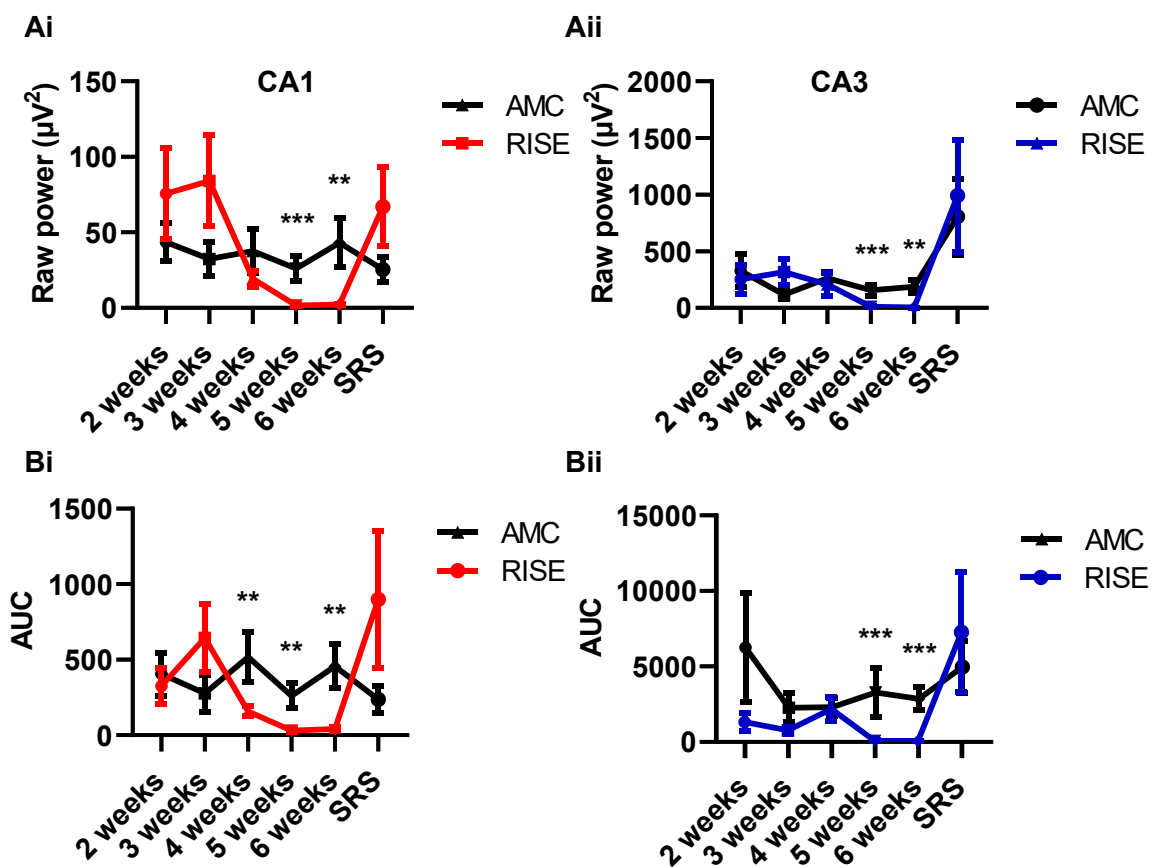 Ai
CA1
Raw power (µV²)
150
100
50
0
***
**
AMC
RISE
2 weeks
3 weeks
4 weeks
5 weeks
6 weeks
SRS
Aii
CA3
Raw power (µV²)
2000
1500
1000
500
0
***
**
AMC
RISE
2 weeks
3 weeks
4 weeks
5 weeks
6 weeks
SRS
Bi
AUC
1500
1000
500
0
**
**
**
AMC
RISE
2 weeks
3 weeks
4 weeks
5 weeks
6 weeks
SRS
Bii
AUC
15000
10000
5000
0
***
***
AMC
RISE
2 weeks
3 weeks
4 weeks
5 weeks
6 weeks
SRS